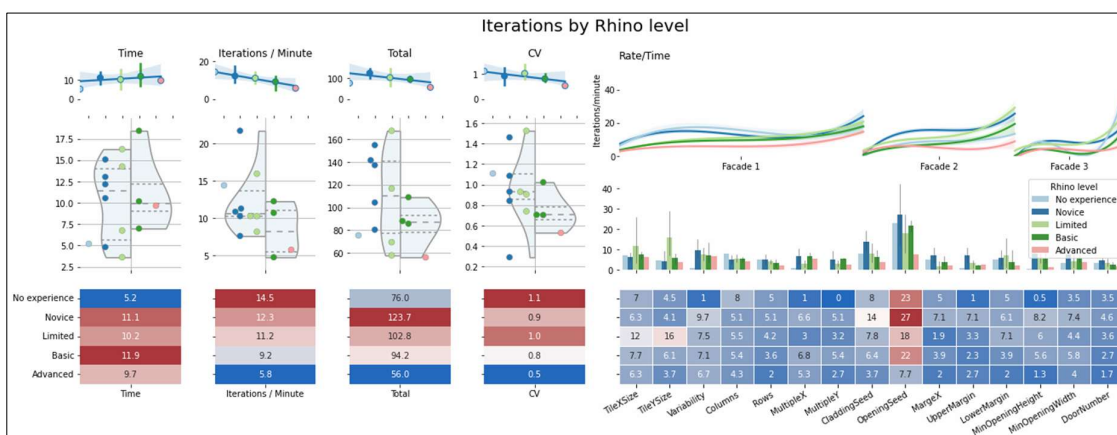 Iterations by Rhino level
Time
Iterations / Minute
Total
CV
Rate/Time
10
20
0
100
0
1
0
Iterations/minute
10
0
Facade 1
Facade 2
Facade 3
17.5
15.0
12.5
10.0
7.5
5.0
2.5
20
15
10
5
160
140
120
100
80
60
1.6
1.4
1.2
1.0
0.8
0.6
0.4
0.2
40
30
20
10
0
Rhino level
No experience
Novice
Limited
Basic
Advanced
No experience 5.2 14.5 76.0 1.1 7 4.5 1 8 5 1 0 8 23 5 1 5 0.5 3.5 3.5
Novice 11.1 12.3 123.7 0.9 6.3 4.1 9.7 5.1 5.1 6.6 5.1 14 27 7.1 7.1 6.1 8.2 7.4 4.6
Limited 10.2 11.2 102.8 1.0 12 16 7.5 5.5 5.2 3 3.2 7.8 18 1.9 3.3 7.1 6 4.4 3.6
Basic 11.9 9.2 94.2 0.8 7.7 6.1 7.1 5.4 3.6 6.8 5.4 6.4 22 3.9 2.3 3.9 5.6 5.8 2.7
Advanced 9.7 5.8 56.0 0.5 6.3 3.7 6.7 4.3 2 5.3 2.7 3.7 7.7 2 2.7 2 1.3 4 1.7
Time
Iterations / Minute
Total
CV
TileXSize
TileYSize
Variability
Columns
Rows
MultipleX
MultipleY
CladdingSeed
OpeningSeed
MargeX
UpperMargin
LowerMargin
MinOpeningHeight
MinOpeningWidth
DoorNumber